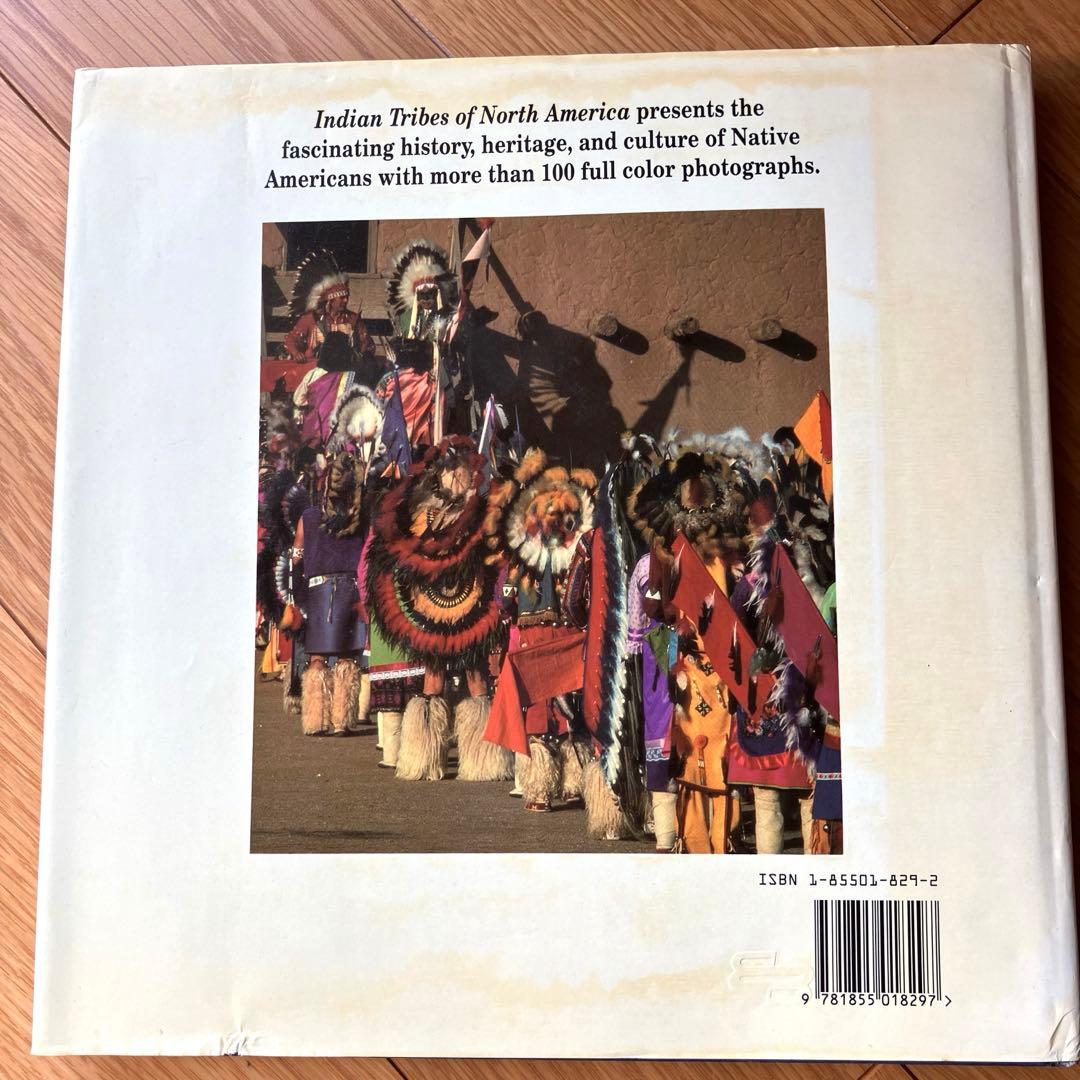 Indian Tribes of North America presents the
fascinating history, heritage, and culture of Native
Americans with more than 100 full color photographs.
ISBN 1-85501-829-2
9 781855 018297 >